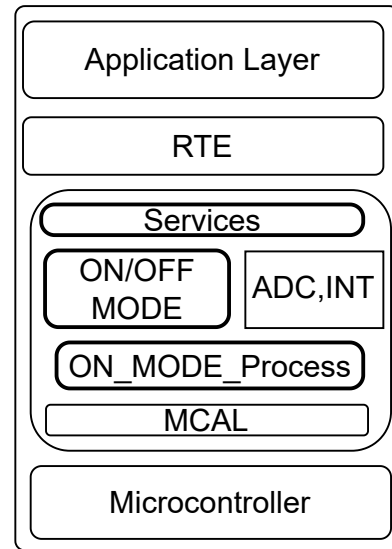 Application Layer
RTE
Services
ON/OFF
MODE
ADC,INT
ON_MODE_Process
MCAL
Microcontroller